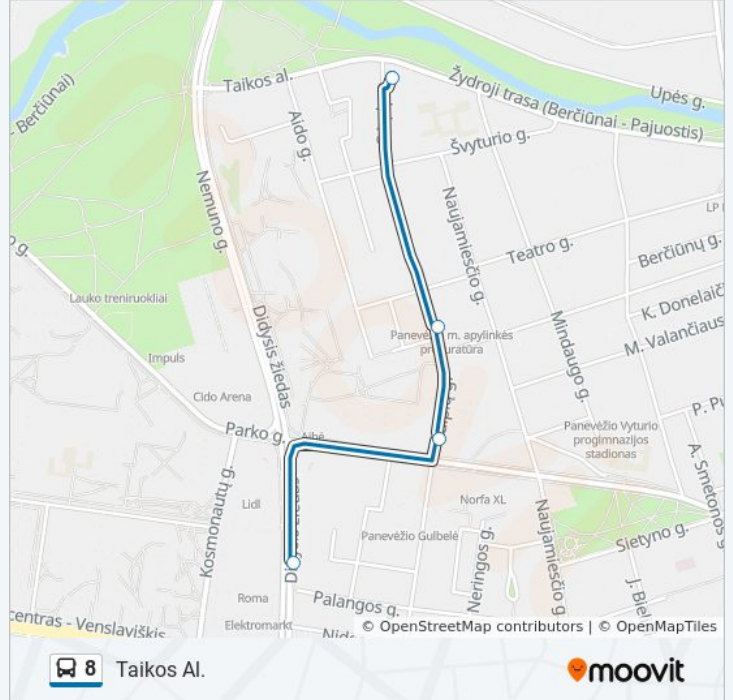 Taikos al.
Žydroji trasa (Berčiūnai - Pajuostis)
Upės g.
- Berčiūnai)
Aido g.
Švyturio g.
Nemuno g.
Naujamiesčio g.
LP
Teatro g.
Berčiūnų g.
o g.
Lauko treniruokliai
K. Donelaič
M. Valančiaus
Didysis žiedas
Mindaugo g.
Panevėžio m. apylinkės
prokuratūra
Impuls
Cido Arena
P. Pu
Parko g.
Aibė
Panevėžio Vyturio
progimnazijos
stadionas
A. Smetonos g
Lidl
Kosmonautų g.
Norfa XL
Naujamiesčio g.
Panevėžio Gulbelė
Sietyno g.
Neringos g.
Roma
Palangos g.
J. Biel
Elektromarkt
centras - Venslaviškis
© OpenStreetMap contributors | © OpenMapTiles
8 Taikos Al.
moovit